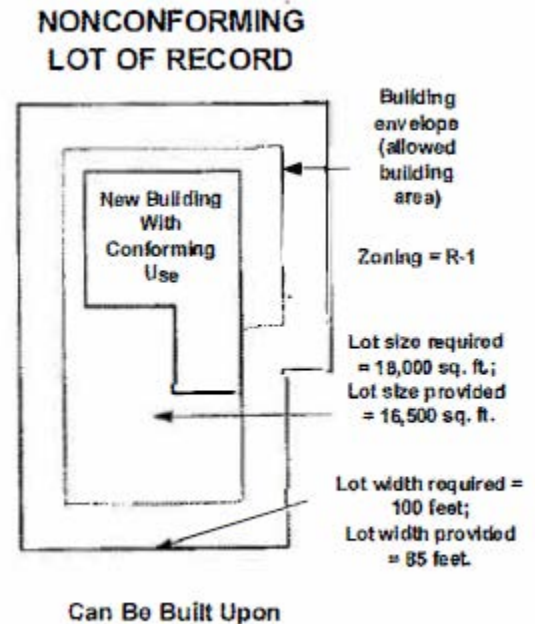 NONCONFORMING
LOT OF RECORD
Building
envelope
(allowed
building
area)
New Building
With
Conforming
Use
Zoning = R-1
Lot size required
= 18,000 sq. ft.;
Lot size provided
= 16,500 sq. ft.
Lot width required =
100 feet;
Lot width provided
= 85 feet.
Can Be Built Upon